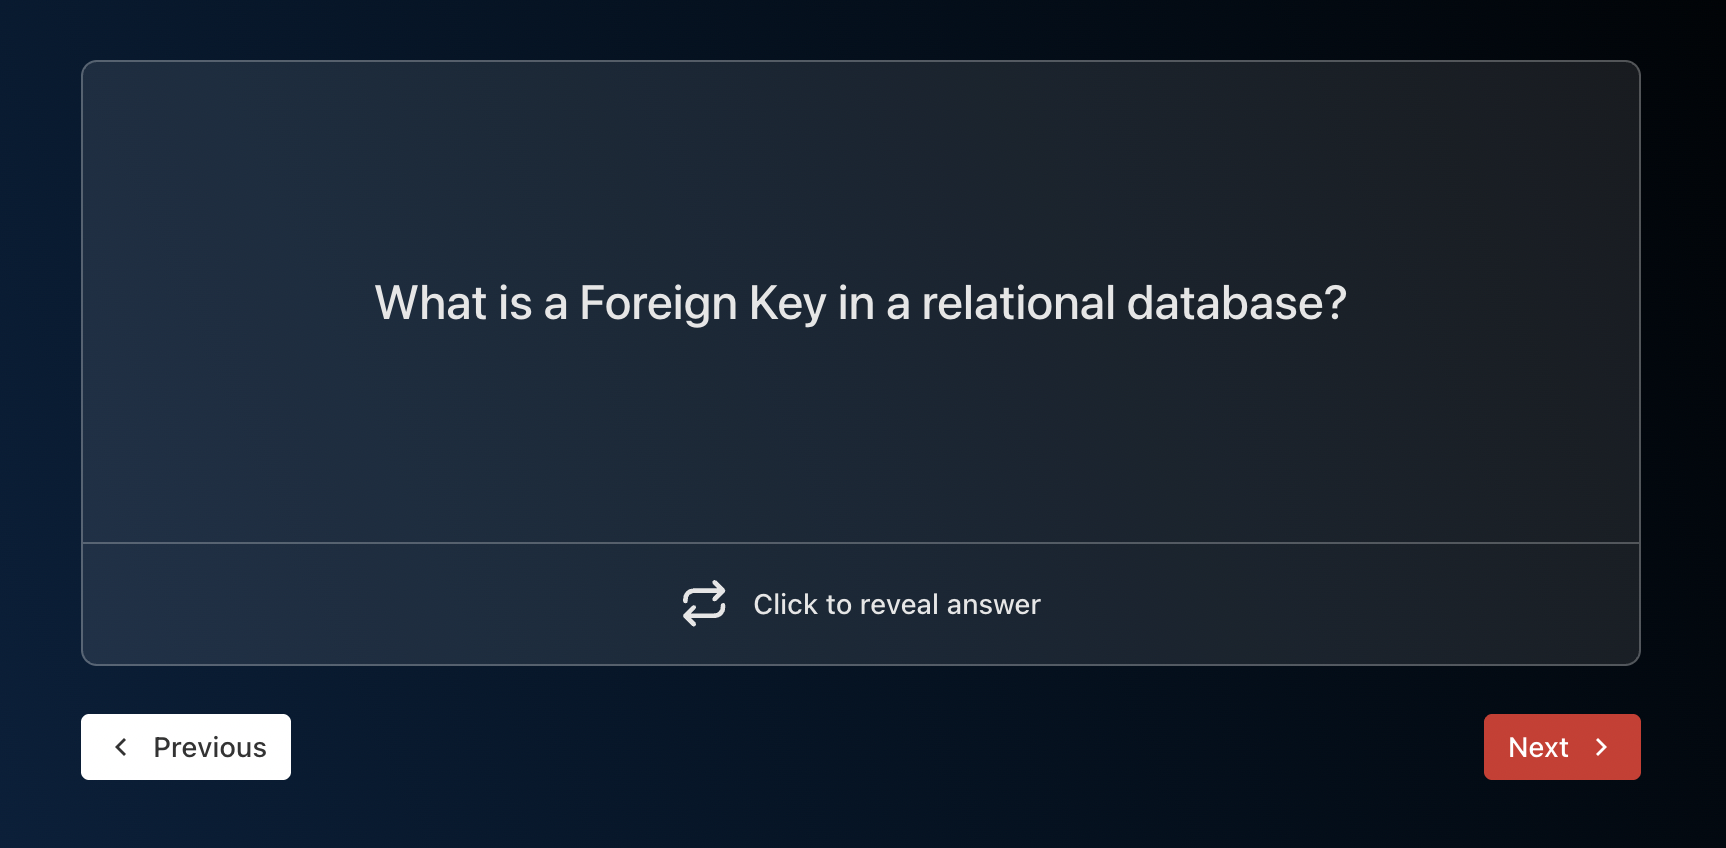 What is a Foreign Key in a relational database?
Click to reveal answer
Previous
Next